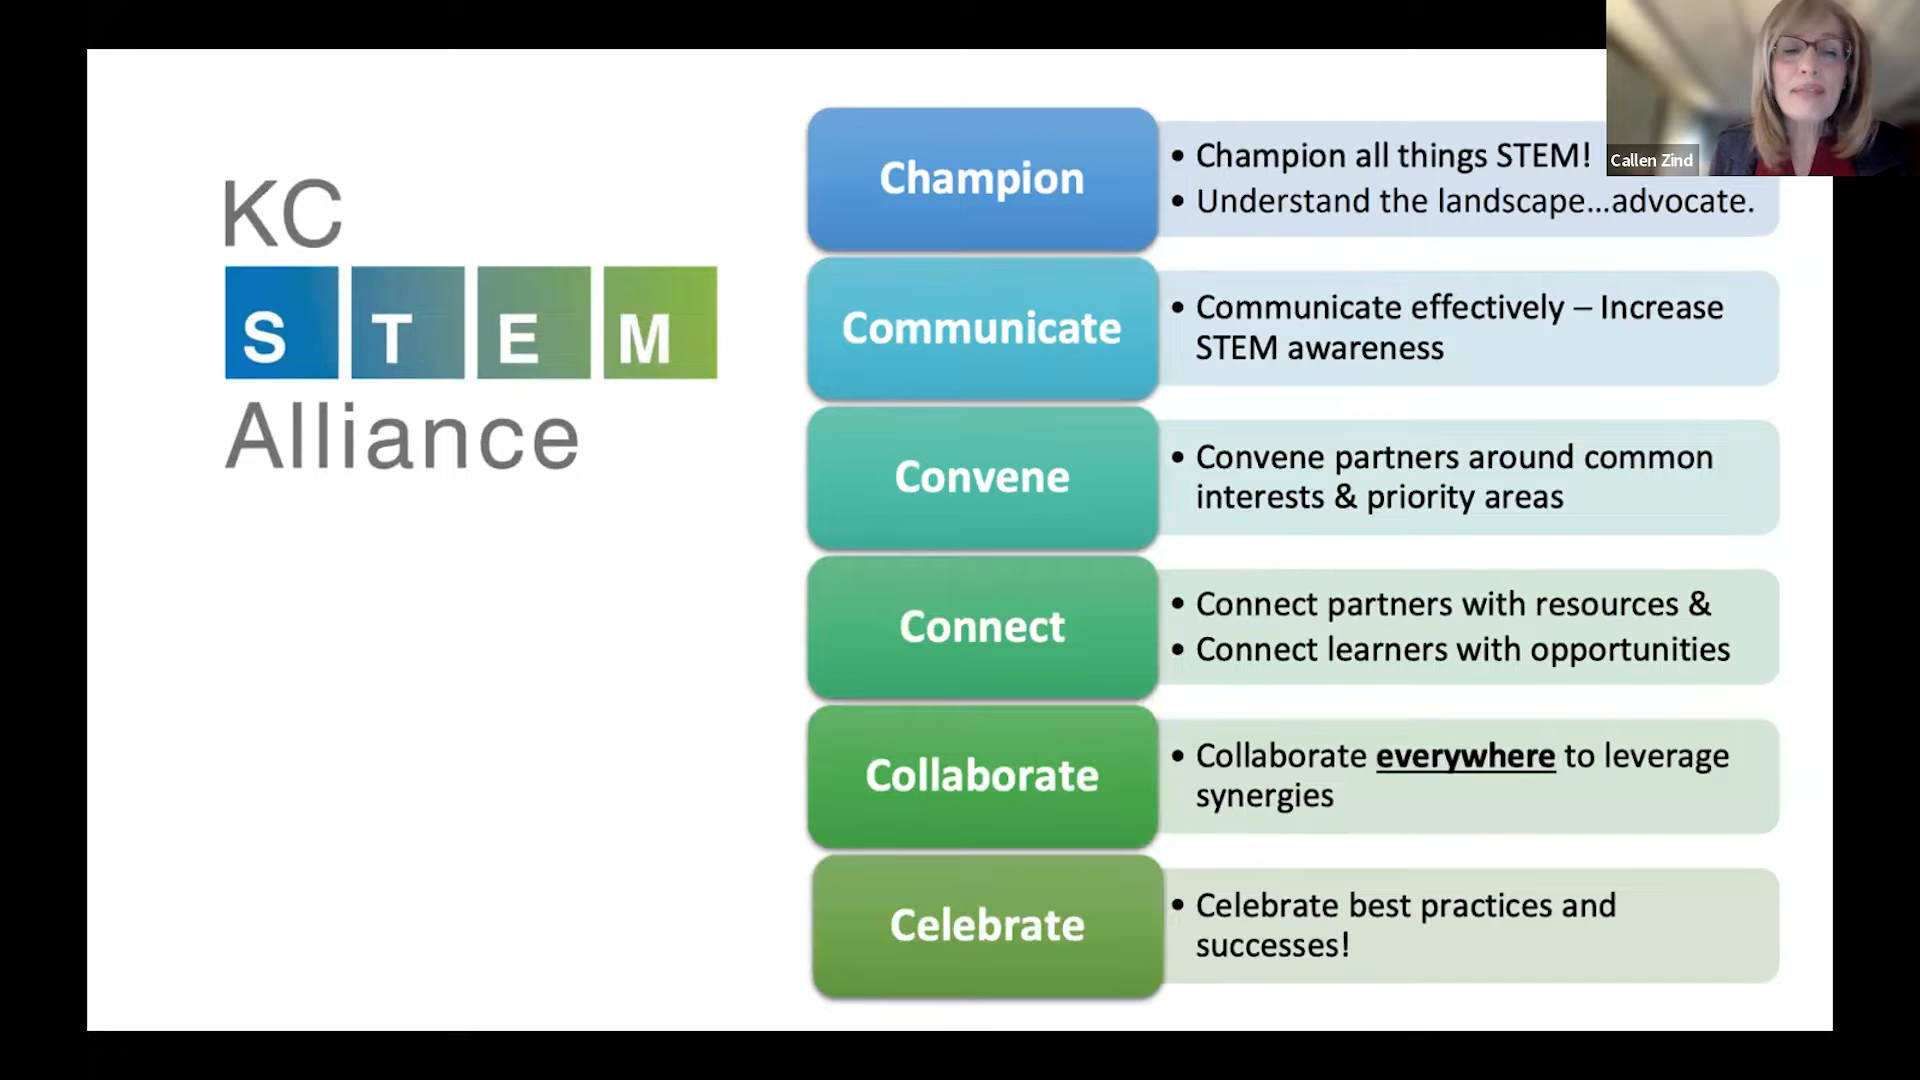 KC
STEM
Alliance
Champion
• Champion all things STEM!
• Understand the landscape...advocate.
Communicate
• Communicate effectively – Increase
STEM awareness
Convene
• Convene partners around common
interests & priority areas
Connect
• Connect partners with resources &
• Connect learners with opportunities
Collaborate
• Collaborate everywhere to leverage
synergies
Celebrate
• Celebrate best practices and
successes!
Callen Zind